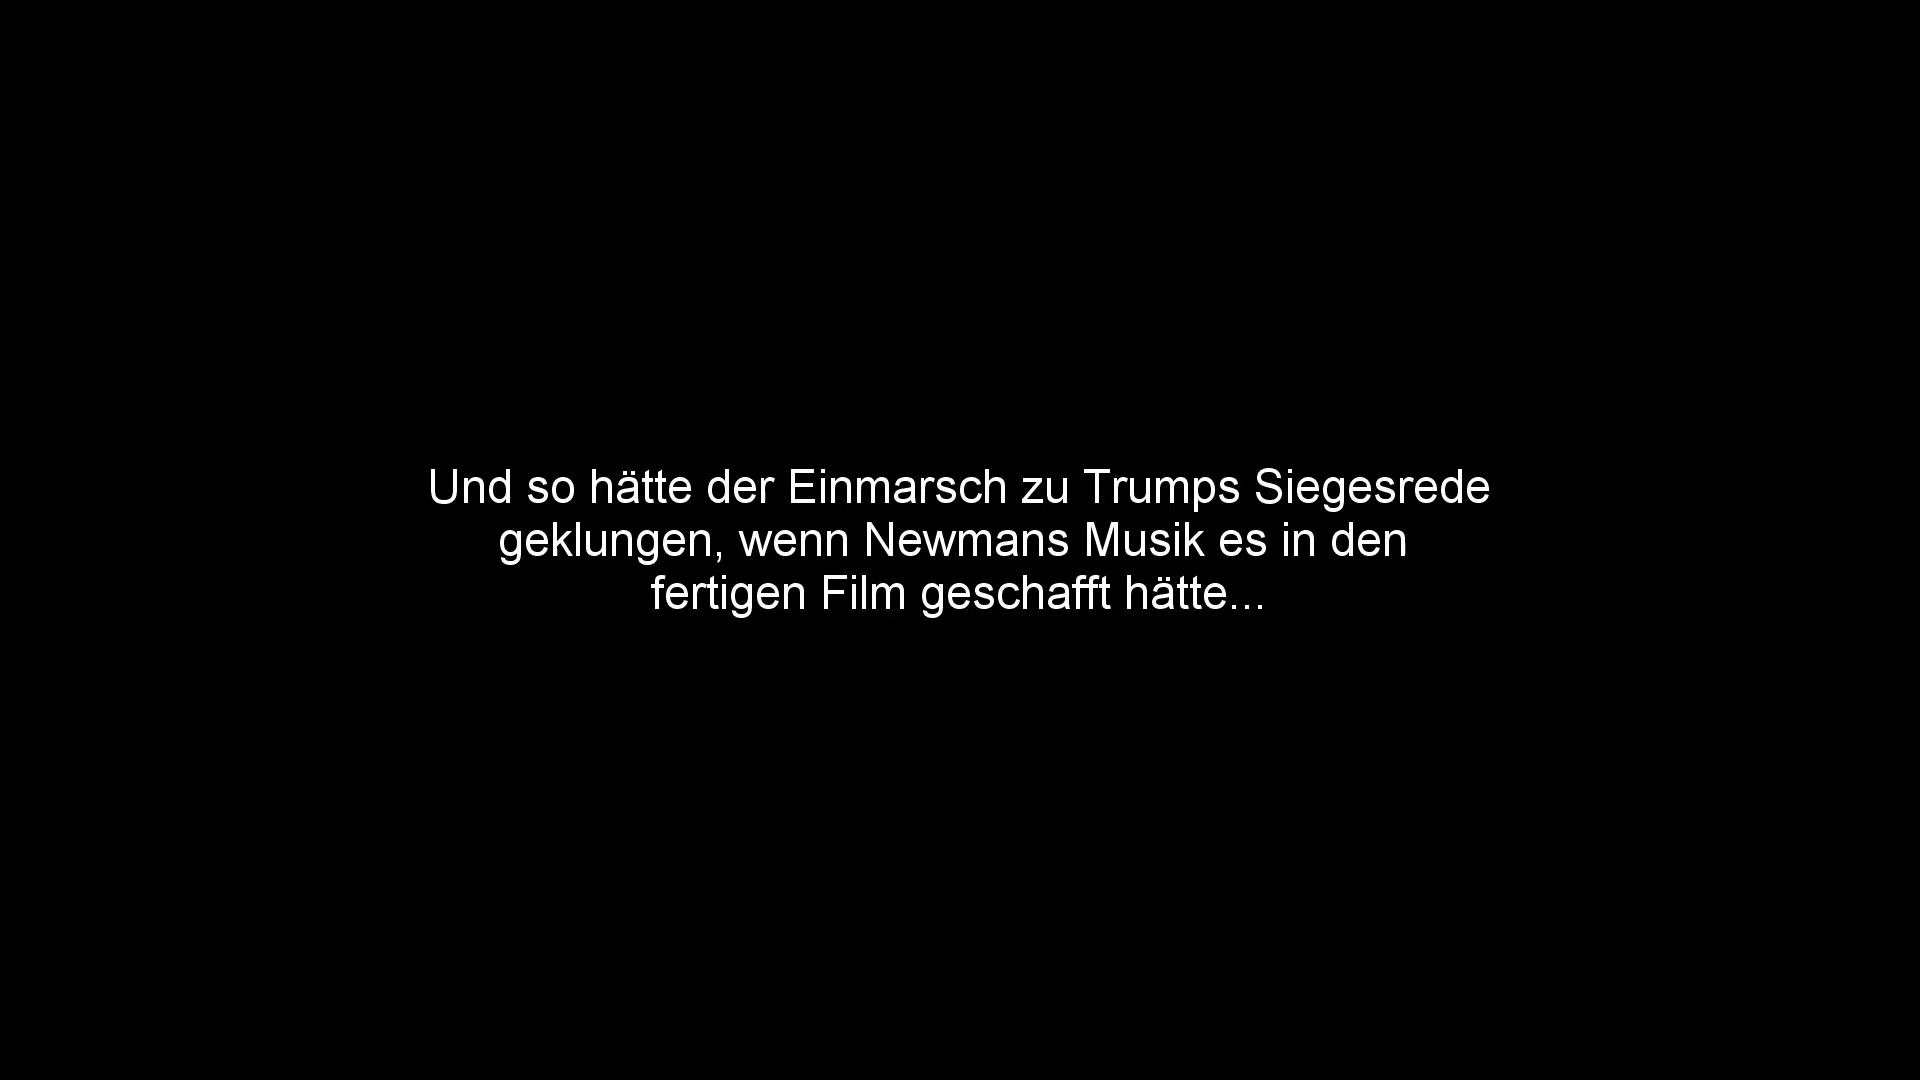 Und so hätte der Einmarsch zu Trumps Siegesrede
geklungen, wenn Newmans Musik es in den
fertigen Film geschafft hätte...